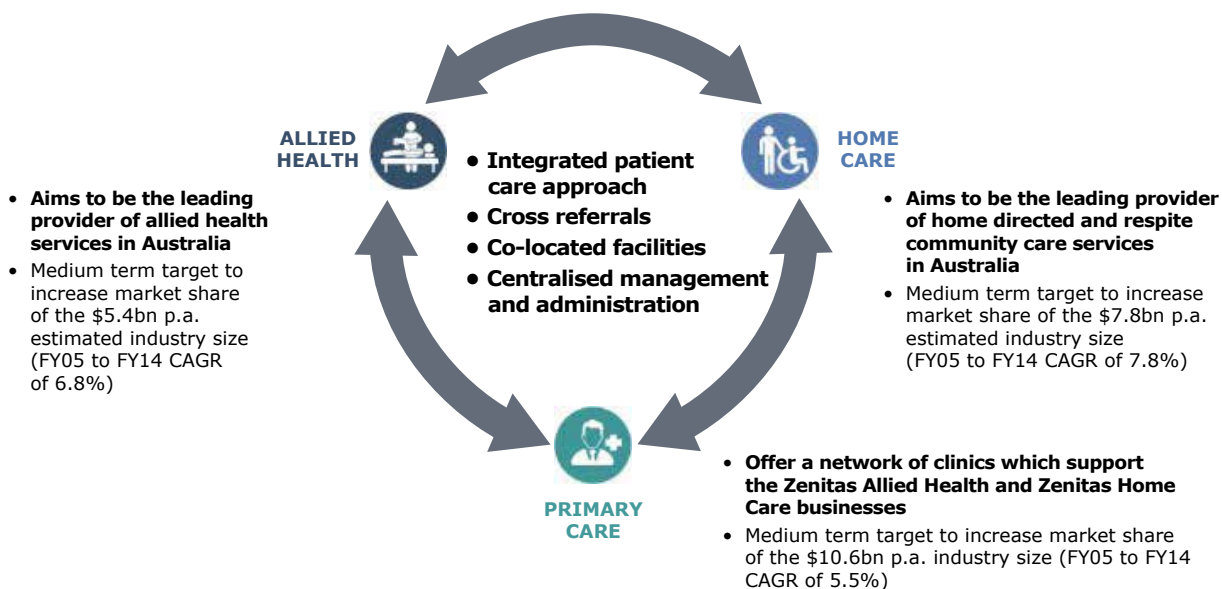 ALLIED
HEALTH
HOME
CARE
● Integrated patient
care approach
● Cross referrals
● Co-located facilities
● Centralised management
and administration
• Aims to be the leading
provider of allied health
services in Australia
• Medium term target to
increase market share
of the $5.4bn p.a.
estimated industry size
(FY05 to FY14 CAGR
of 6.8%)
• Aims to be the leading provider
of home directed and respite
community care services
in Australia
• Medium term target to increase
market share of the $7.8bn p.a.
estimated industry size
(FY05 to FY14 CAGR of 7.8%)
PRIMARY
CARE
• Offer a network of clinics which support
the Zenitas Allied Health and Zenitas Home
Care businesses
• Medium term target to increase market share
of the $10.6bn p.a. industry size (FY05 to FY14
CAGR of 5.5%)